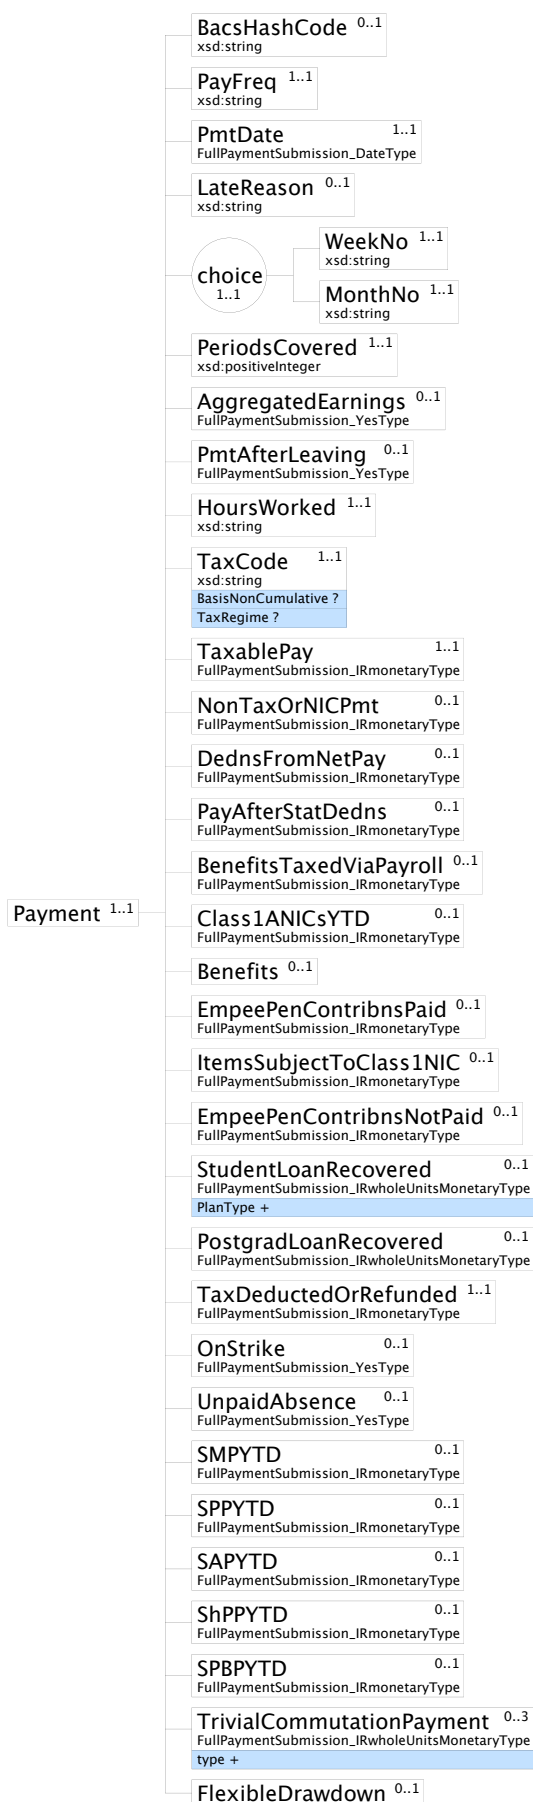 BacsHashCode 0..1
xsd:string
PayFreq 1..1
xsd:string
PmtDate 1..1
FullPaymentSubmission_DateType
LateReason 0..1
xsd:string
choice
1..1
WeekNo 1..1
xsd:string
MonthNo 1..1
xsd:string
PeriodsCovered 1..1
xsd:positiveInteger
AggregatedEarnings 0..1
FullPaymentSubmission_YesType
PmtAfterLeaving 0..1
FullPaymentSubmission_YesType
HoursWorked 1..1
xsd:string
TaxCode 1..1
xsd:string
BasisNonCumulative ?
TaxRegime ?
TaxablePay 1..1
FullPaymentSubmission_IRmonetaryType
NonTaxOrNICPmt 0..1
FullPaymentSubmission_IRmonetaryType
DednsFromNetPay 0..1
FullPaymentSubmission_IRmonetaryType
PayAfterStatDedns 0..1
FullPaymentSubmission_IRmonetaryType
BenefitsTaxedViaPayroll 0..1
FullPaymentSubmission_IRmonetaryType
Payment 1..1
Class1ANICsYTD 0..1
FullPaymentSubmission_IRmonetaryType
Benefits 0..1
EmpeePenContribnsPaid 0..1
FullPaymentSubmission_IRmonetaryType
ItemsSubjectToClass1NIC 0..1
FullPaymentSubmission_IRmonetaryType
EmpeePenContribnsNotPaid 0..1
FullPaymentSubmission_IRmonetaryType
StudentLoanRecovered 0..1
FullPaymentSubmission_IRwholeUnitsMonetaryType
PlanType +
PostgradLoanRecovered 0..1
FullPaymentSubmission_IRwholeUnitsMonetaryType
TaxDeductedOrRefunded 1..1
FullPaymentSubmission_IRmonetaryType
OnStrike 0..1
FullPaymentSubmission_YesType
UnpaidAbsence 0..1
FullPaymentSubmission_YesType
SMPYTD 0..1
FullPaymentSubmission_IRmonetaryType
SPPYTD 0..1
FullPaymentSubmission_IRmonetaryType
SAPYTD 0..1
FullPaymentSubmission_IRmonetaryType
ShPPYTD 0..1
FullPaymentSubmission_IRmonetaryType
SPBPYTD 0..1
FullPaymentSubmission_IRmonetaryType
TrivialCommutationPayment 0..3
FullPaymentSubmission_IRwholeUnitsMonetaryType
type +
FlexibleDrawdown 0..1